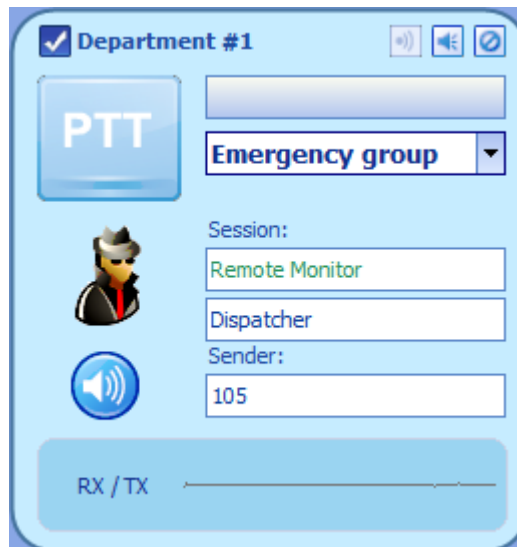 Department #1
PTT
Emergency group
Session:
Remote Monitor
Dispatcher
Sender:
105
RX / TX